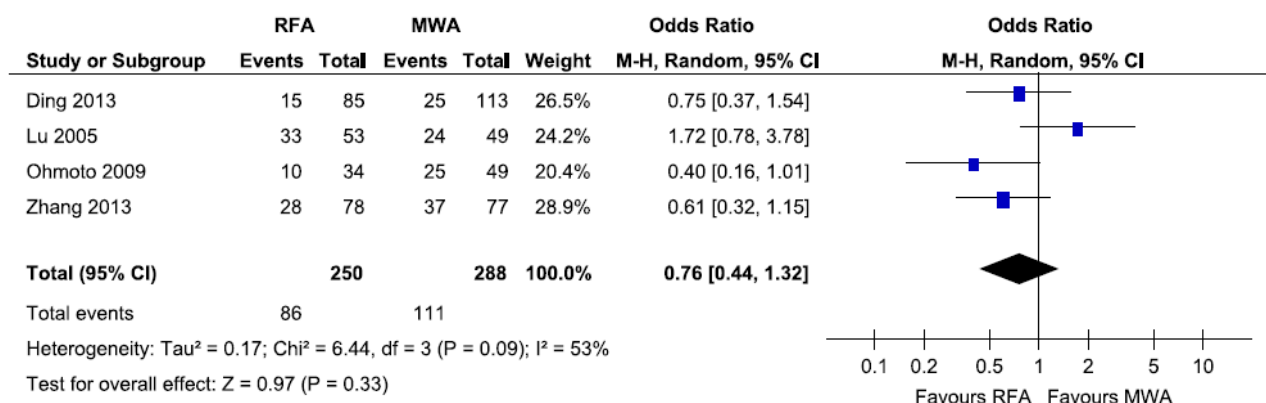 RFA MWA Odds Ratio Odds Ratio
Study or Subgroup Events Total Events Total Weight M-H, Random, 95% CI M-H, Random, 95% CI
Ding 2013 15 85 25 113 26.5% 0.75 [0.37, 1.54]
Lu 2005 33 53 24 49 24.2% 1.72 [0.78, 3.78]
Ohmoto 2009 10 34 25 49 20.4% 0.40 [0.16, 1.01]
Zhang 2013 28 78 37 77 28.9% 0.61 [0.32, 1.15]
Total (95% CI) 250 288 100.0% 0.76 [0.44, 1.32]
Total events 86 111
Heterogeneity: Tau² = 0.17; Chi² = 6.44, df = 3 (P = 0.09); I² = 53%
Test for overall effect: Z = 0.97 (P = 0.33)
0.1 0.2 0.5 1 2 5 10
Favours RFA Favours MWA